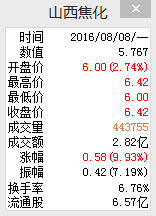 山西焦化
时间 2016/08/08/一
数值 5.767
开盘价 6.00(2.74%)
最高价 6.42
最低价 6.00
收盘价 6.42
成交量 443755
成交额 2.82亿
涨幅 0.58(9.93%)
振幅 0.42(7.19%)
换手率 6.76%
流通股 6.57亿